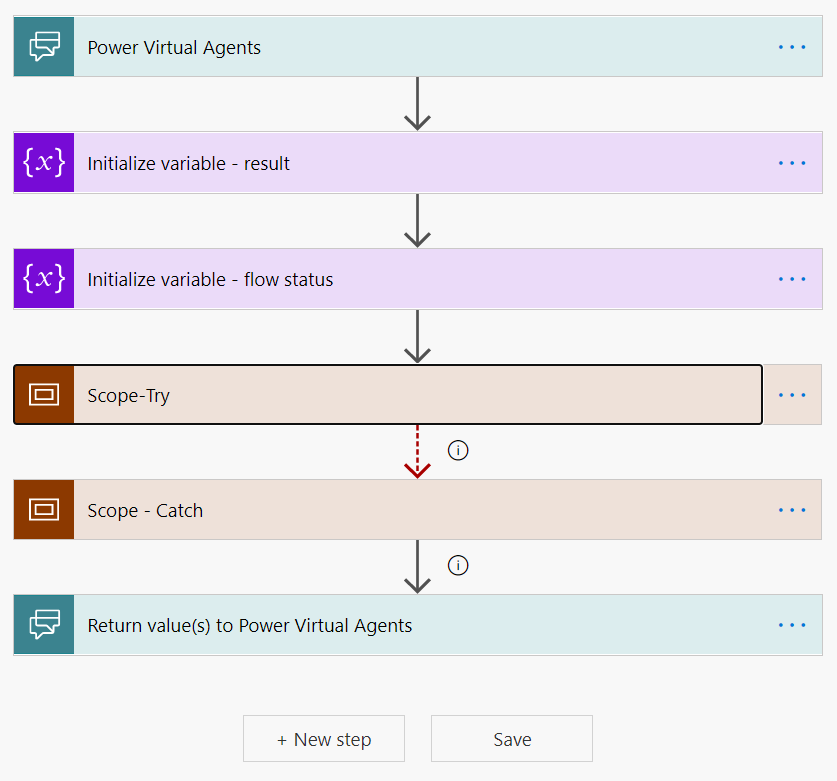 Power Virtual Agents
{x} Initialize variable - result
{x} Initialize variable - flow status
Scope-Try
Scope - Catch
Return value(s) to Power Virtual Agents
+ New step Save